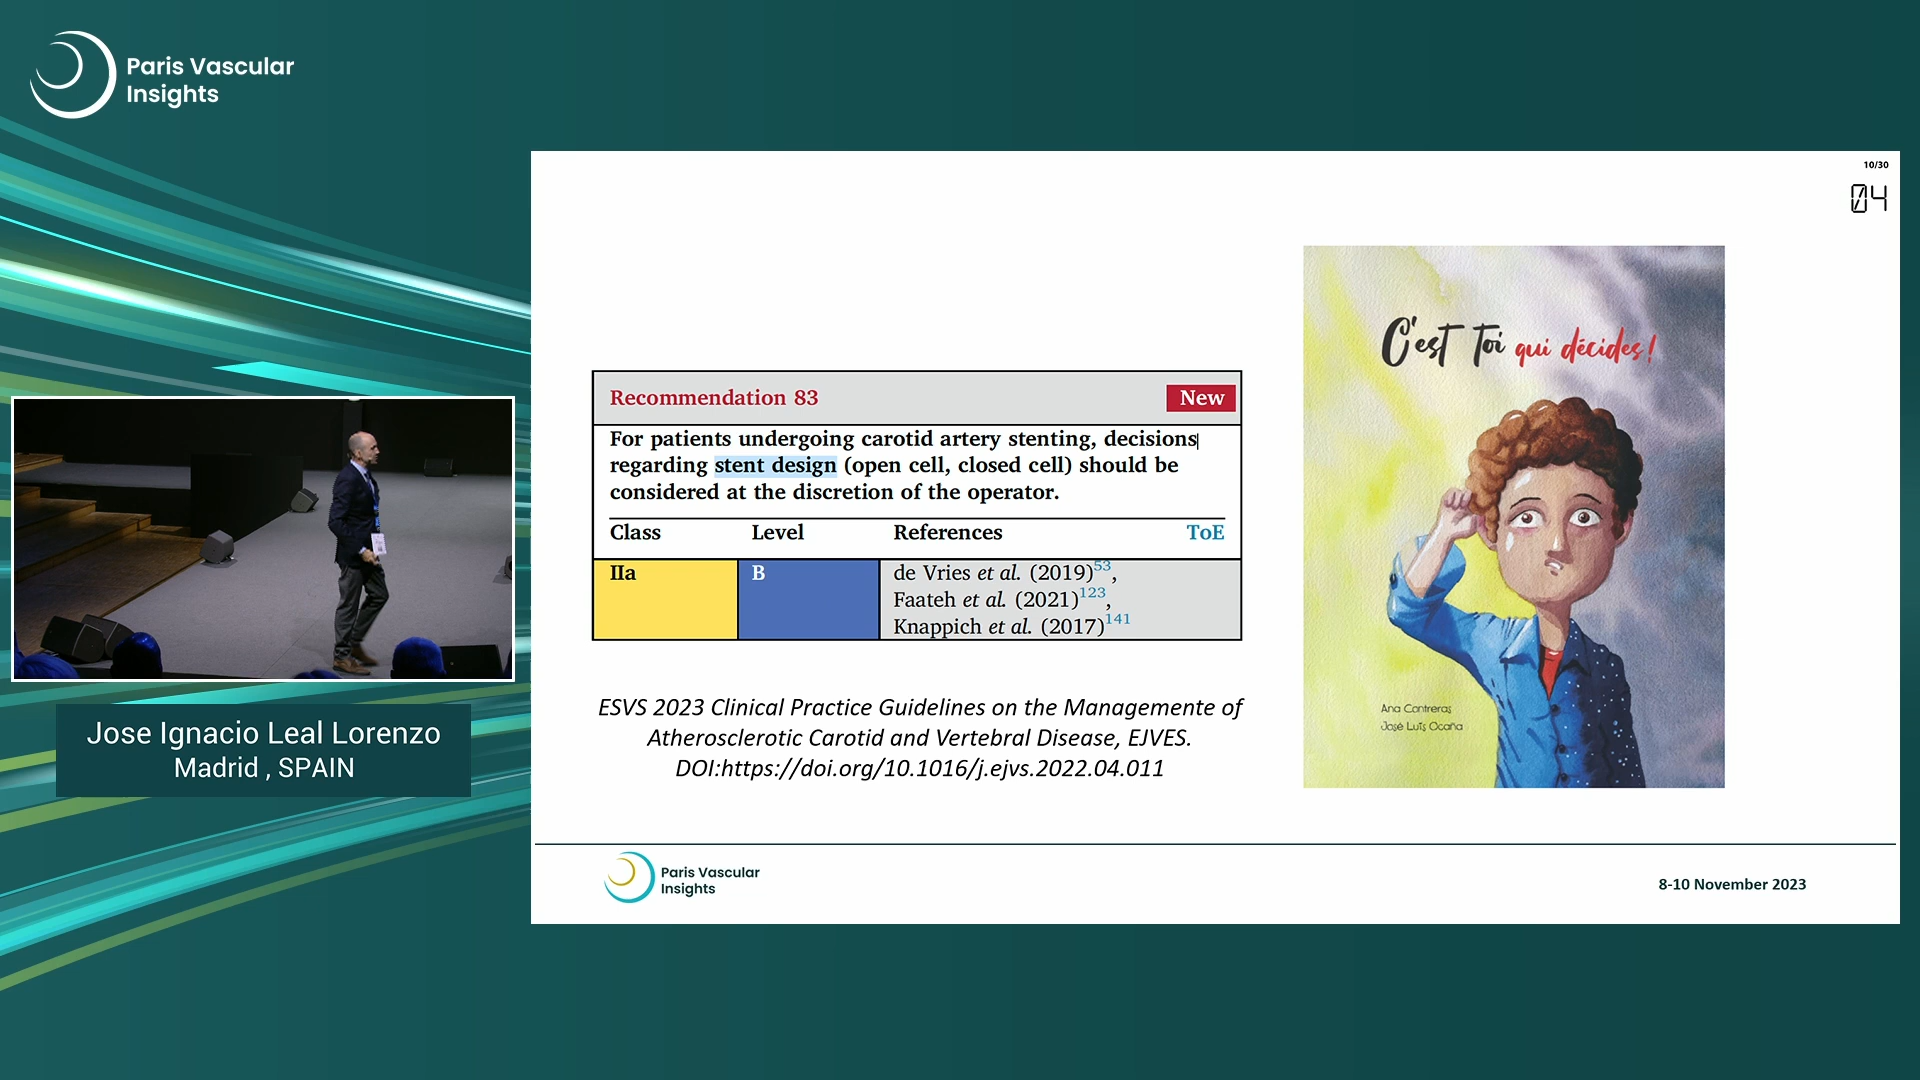 Paris Vascular
Insights
10/30
04
C'est toi qui décides!
Recommendation 83
New
For patients undergoing carotid artery stenting, decisions
regarding stent design (open cell, closed cell) should be
considered at the discretion of the operator.
Class Level References ToE
IIa B de Vries et al. (2019)53,
Faateh et al. (2021)123,
Knappich et al. (2017)141
ESVS 2023 Clinical Practice Guidelines on the Managemente of
Atherosclerotic Carotid and Vertebral Disease, EJVES.
DOI:https://doi.org/10.1016/j.ejvs.2022.04.011
Ana Contreras
José Luis Ocaña
Jose Ignacio Leal Lorenzo
Madrid , SPAIN
Paris Vascular
Insights
8-10 November 2023